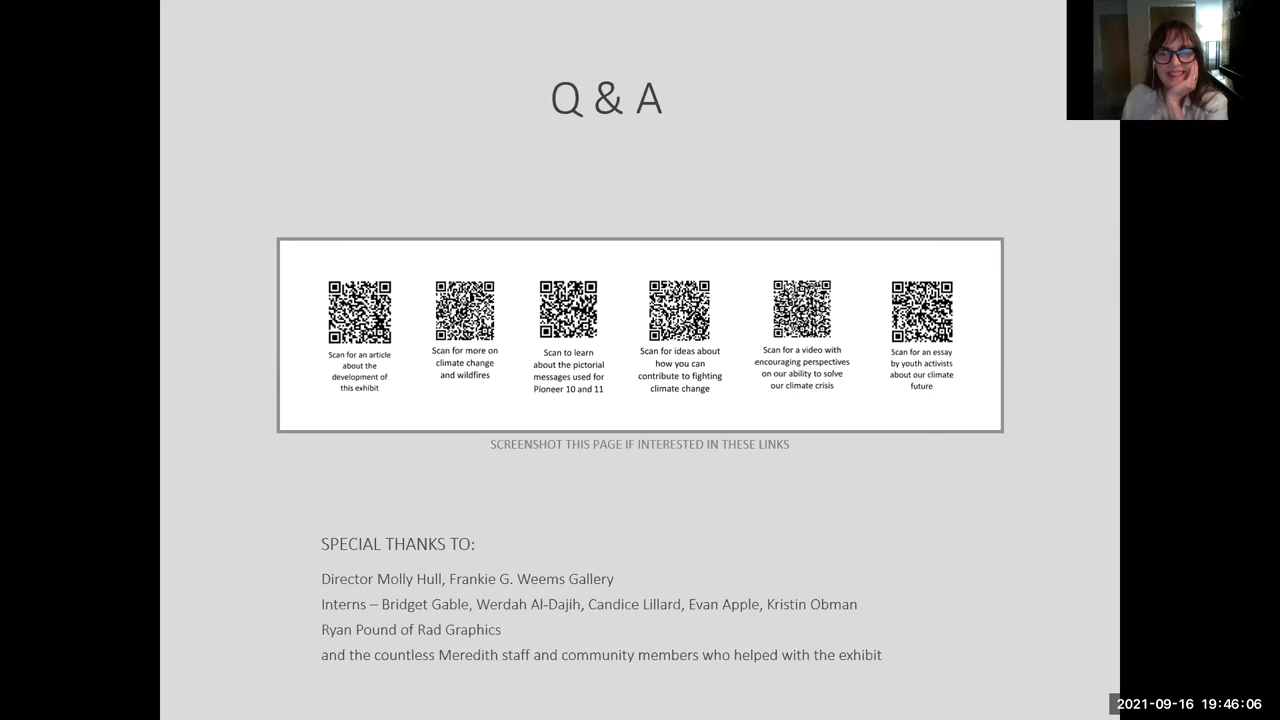 Q & A
Scan for an article
about the
development of
this exhibit
Scan for more on
climate change
and wildfires
Scan to learn
about the pictorial
messages used for
Pioneer 10 and 11
Scan for ideas about
how you can
contribute to fighting
climate change
Scan for a video with
encouraging perspectives
on our ability to solve
our climate crisis
Scan for an essay
by youth activists
about our climate
future
SCREENSHOT THIS PAGE IF INTERESTED IN THESE LINKS
SPECIAL THANKS TO:
Director Molly Hull, Frankie G. Weems Gallery
Interns – Bridget Gable, Werdah Al-Dajih, Candice Lillard, Evan Apple, Kristin Obman
Ryan Pound of Rad Graphics
and the countless Meredith staff and community members who helped with the exhibit
2021-09-16 19:46:06